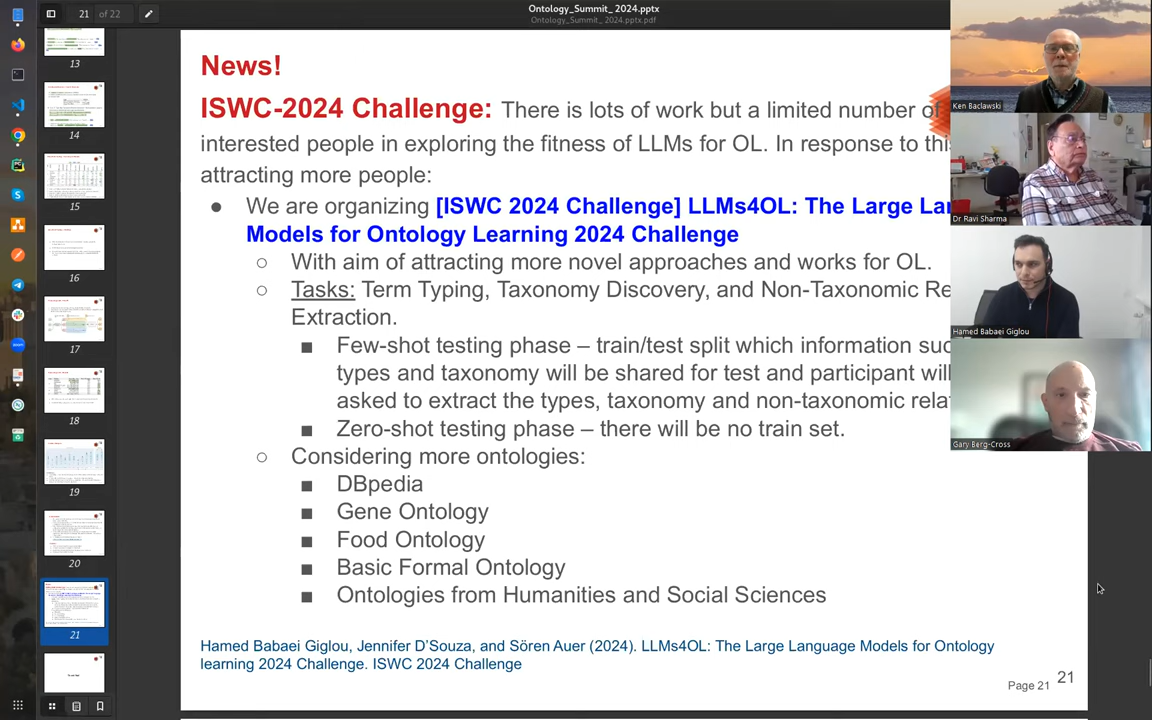 21 of 22
Ontology_Summit_ 2024.pptx
Ontology_Summit_ 2024.pptx.pdf
13
14
15
16
17
18
19
20
21
News!
ISWC-2024 Challenge: There is lots of work but a limited number of
interested people in exploring the fitness of LLMs for OL. In response to thi
attracting more people:
● We are organizing [ISWC 2024 Challenge] LLMs4OL: The Large La
Models for Ontology Learning 2024 Challenge
○ With aim of attracting more novel approaches and works for OL.
○ Tasks: Term Typing, Taxonomy Discovery, and Non-Taxonomic Re
Extraction.
■ Few-shot testing phase – train/test split which information suc
types and taxonomy will be shared for test and participant will
asked to extract the types, taxonomy and non-taxonomic rela
■ Zero-shot testing phase – there will be no train set.
○ Considering more ontologies:
■ DBpedia
■ Gene Ontology
■ Food Ontology
■ Basic Formal Ontology
■ Ontologies from Humanities and Social Sciences
Hamed Babaei Giglou, Jennifer D'Souza, and Sören Auer (2024). LLMs4OL: The Large Language Models for Ontology
learning 2024 Challenge. ISWC 2024 Challenge
Page 21
21
Ken Baclawski
Dr Ravi Sharma
Hamed Babaei Giglou
Gary Berg-Cross